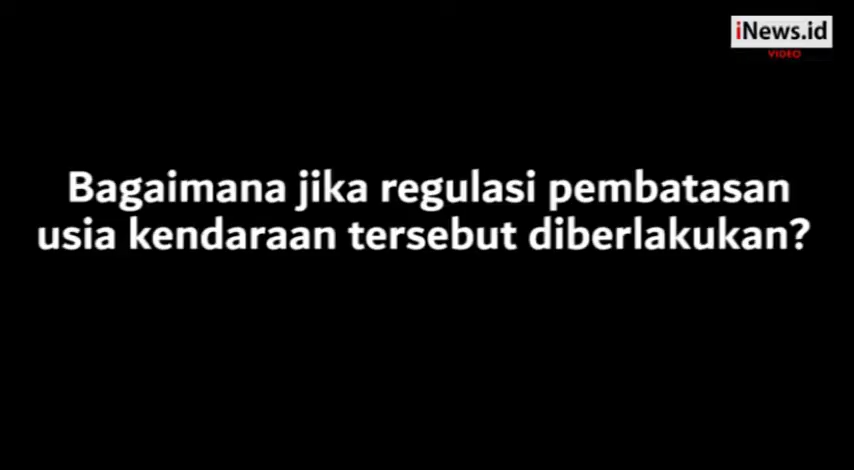 iNews.id
VIDEO
Bagaimana jika regulasi pembatasan
usia kendaraan tersebut diberlakukan?